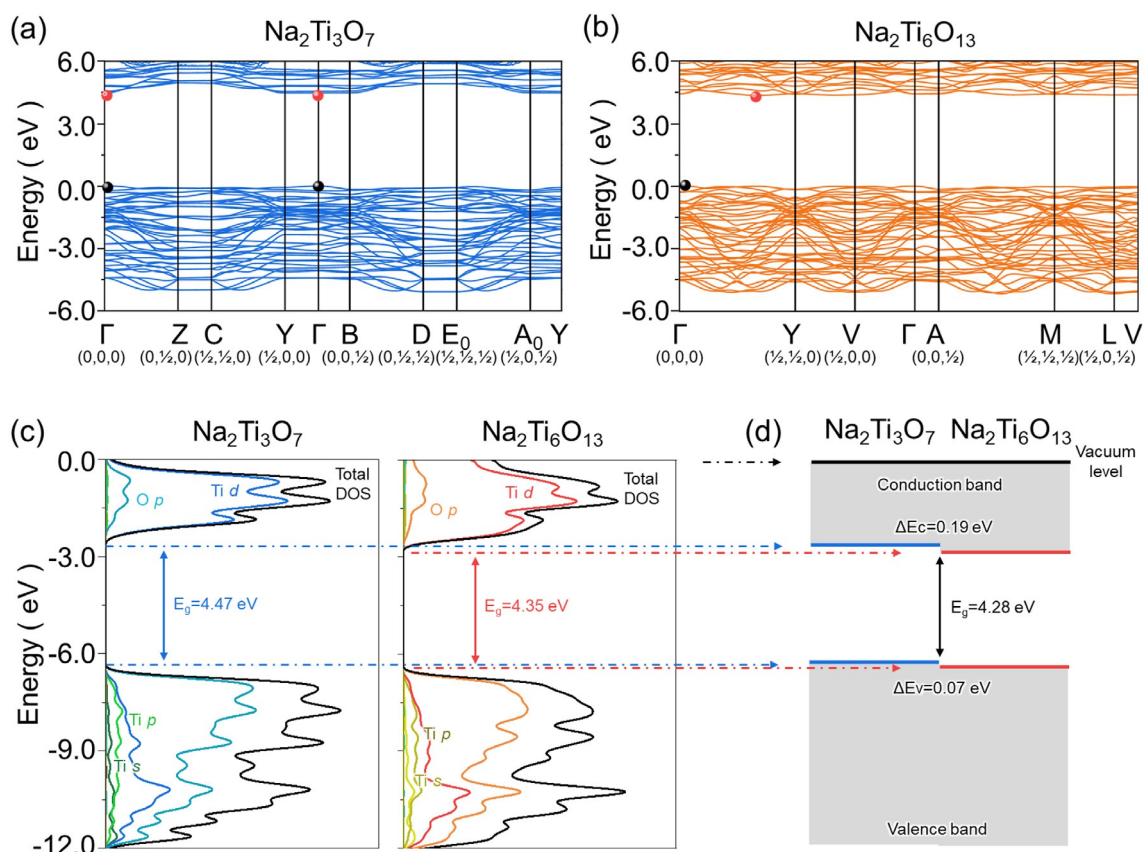 (a) Na₂Ti₃O₇
6.0
3.0
0.0
-3.0
-6.0
Energy ( eV)
Γ Z C Y Γ B D E₀ A₀ Y
(0,0,0) (0,½,0) (½,½,0) (½,0,0) (0,0,½) (0,½,½) (½,½,½) (½,0,½)
(b) Na₂Ti₆O₁₃
6.0
3.0
0.0
-3.0
-6.0
Energy ( eV)
Γ Y V Γ A M L V
(0,0,0) (½,½,0) (½,0,0) (0,0,½) (½,½,½) (½,0,½)
(c) Na₂Ti₃O₇ Na₂Ti₆O₁₃
0.0
-3.0
-6.0
-9.0
-12.0
Energy ( eV)
Total
DOS
Ti d
O p
E_g=4.47 eV
Ti p
Ti s
Total
DOS
Ti d
O p
E_g=4.35 eV
Ti p
Ti s
(d) Na₂Ti₃O₇ Na₂Ti₆O₁₃
Vacuum
level
Conduction band
ΔEc=0.19 eV
E_g=4.28 eV
ΔEv=0.07 eV
Valence band